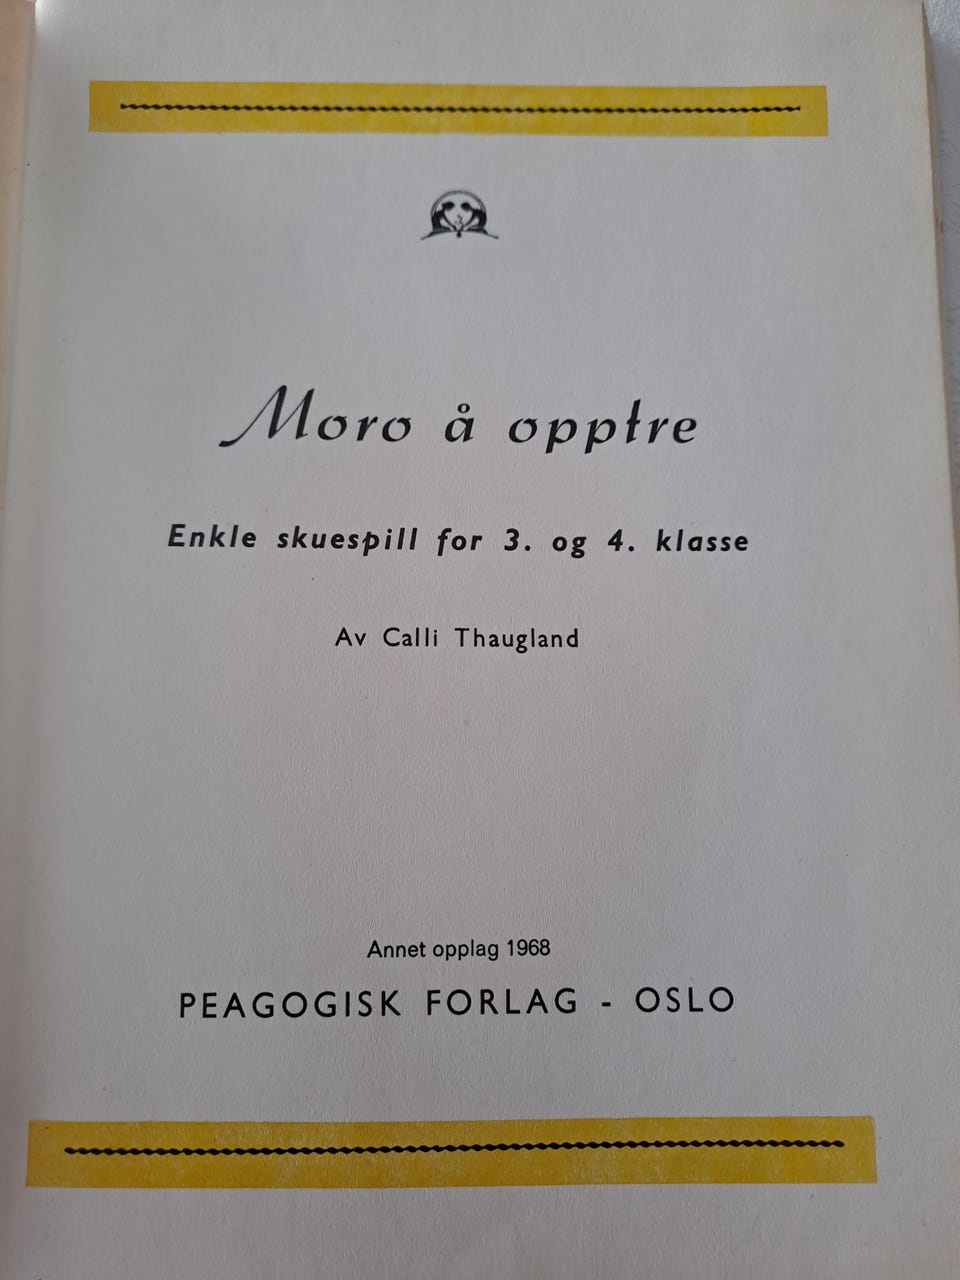 Moro å opptre
Enkle skuespill for 3. og 4. klasse
Av Calli Thaugland
Annet opplag 1968
PEAGOGISK FORLAG - OSLO